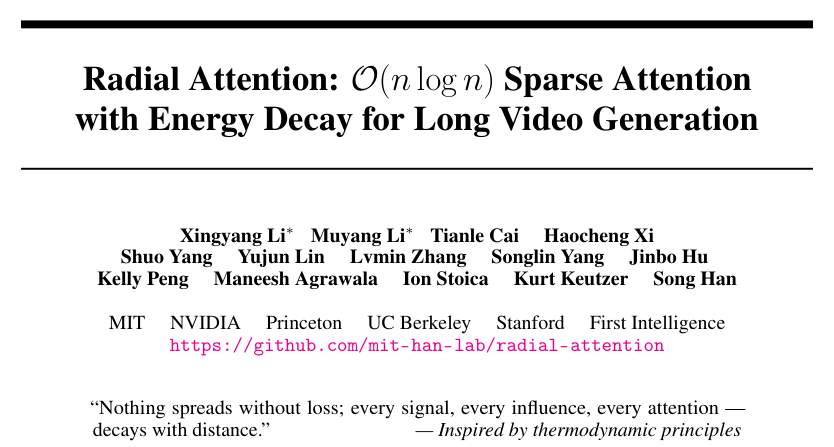 Radial Attention: O(n log n) Sparse Attention
with Energy Decay for Long Video Generation
Xingyang Li* Muyang Li* Tianle Cai Haocheng Xi
Shuo Yang Yujun Lin Lvmin Zhang Songlin Yang Jinbo Hu
Kelly Peng Maneesh Agrawala Ion Stoica Kurt Keutzer Song Han
MIT NVIDIA Princeton UC Berkeley Stanford First Intelligence
https://github.com/mit-han-lab/radial-attention
“Nothing spreads without loss; every signal, every influence, every attention —
decays with distance.” — Inspired by thermodynamic principles